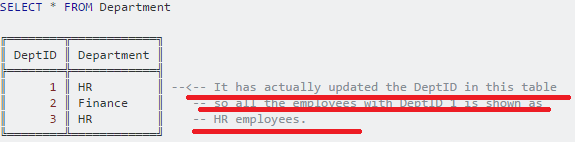 SELECT * FROM Department
DeptID Department
1 HR --<-- It has actually updated the DeptID in this table
2 Finance -- so all the employees with DeptID 1 is shown as
3 HR -- HR employees.